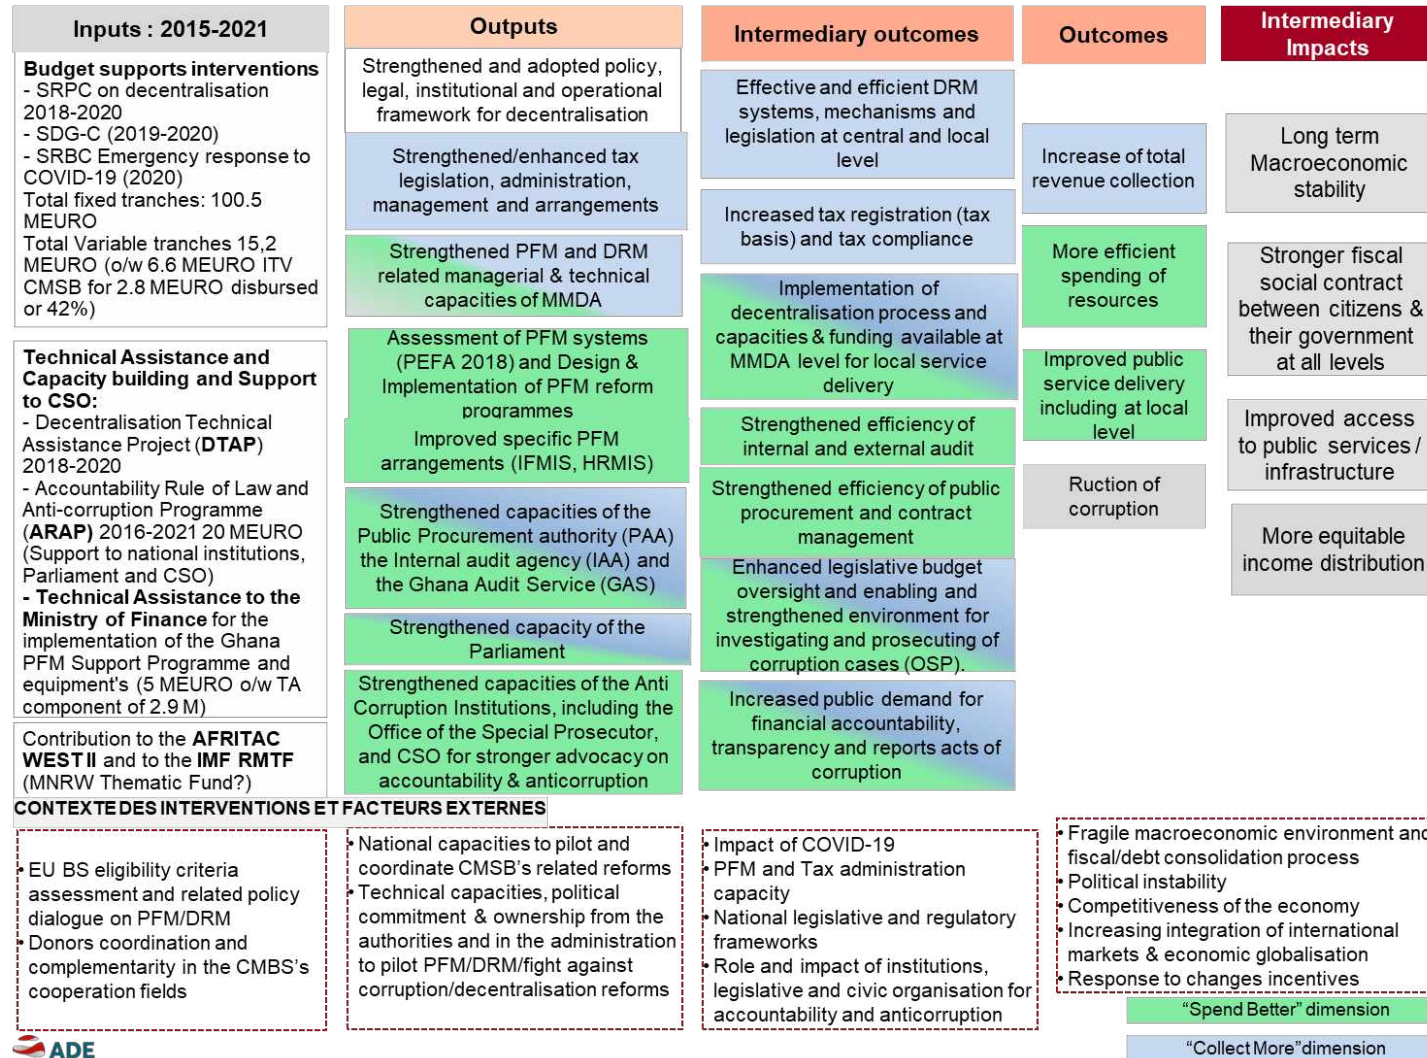 Inputs : 2015-2021
Budget supports interventions
- SRPC on decentralisation
2018-2020
- SDG-C (2019-2020)
- SRBC Emergency response to
COVID-19 (2020)
Total fixed tranches: 100.5
MEURO
Total Variable tranches 15,2
MEURO (o/w 6.6 MEURO ITV
CMSB for 2.8 MEURO disbursed
or 42%)
Technical Assistance and
Capacity building and Support
to CSO:
- Decentralisation Technical
Assistance Project (DTAP)
2018-2020
- Accountability Rule of Law and
Anti-corruption Programme
(ARAP) 2016-2021 20 MEURO
(Support to national institutions,
Parliament and CSO)
- Technical Assistance to the
Ministry of Finance for the
implementation of the Ghana
PFM Support Programme and
equipment's (5 MEURO o/w TA
component of 2.9 M)
Contribution to the AFRITAC
WEST II and to the IMF RMTF
(MNRW Thematic Fund?)
Outputs
Strengthened and adopted policy,
legal, institutional and operational
framework for decentralisation
Strengthened/enhanced tax
legislation, administration,
management and arrangements
Strengthened PFM and DRM
related managerial & technical
capacities of MMDA
Assessment of PFM systems
(PEFA 2018) and Design &
Implementation of PFM reform
programmes
Improved specific PFM
arrangements (IFMIS, HRMIS)
Strengthened capacities of the
Public Procurement authority (PAA)
the Internal audit agency (IAA) and
the Ghana Audit Service (GAS)
Strengthened capacity of the
Parliament
Strengthened capacities of the Anti
Corruption Institutions, including the
Office of the Special Prosecutor,
and CSO for stronger advocacy on
accountability & anticorruption
Intermediary outcomes
Effective and efficient DRM
systems, mechanisms and
legislation at central and local
level
Increased tax registration (tax
basis) and tax compliance
Implementation of
decentralisation process and
capacities & funding available at
MMDA level for local service
delivery
Strengthened efficiency of
internal and external audit
Strengthened efficiency of public
procurement and contract
management
Enhanced legislative budget
oversight and enabling and
strengthened environment for
investigating and prosecuting of
corruption cases (OSP).
Increased public demand for
financial accountability,
transparency and reports acts of
corruption
Outcomes
Increase of total
revenue collection
More efficient
spending of
resources
Improved public
service delivery
including at local
level
Ruction of
corruption
Intermediary
Impacts
Long term
Macroeconomic
stability
Stronger fiscal
social contract
between citizens &
their government
at all levels
Improved access
to public services /
infrastructure
More equitable
income distribution
CONTEXTE DES INTERVENTIONS ET FACTEURS EXTERNES
• EU BS eligibility criteria
assessment and related policy
dialogue on PFM/DRM
• Donors coordination and
complementarity in the CMBS's
cooperation fields
• National capacities to pilot and
coordinate CMSB's related reforms
• Technical capacities, political
commitment & ownership from the
authorities and in the administration
to pilot PFM/DRM/fight against
corruption/decentralisation reforms
• Impact of COVID-19
• PFM and Tax administration
capacity
• National legislative and regulatory
frameworks
• Role and impact of institutions,
legislative and civic organisation for
accountability and anticorruption
• Fragile macroeconomic environment and
fiscal/debt consolidation process
• Political instability
• Competitiveness of the economy
• Increasing integration of international
markets & economic globalisation
• Response to changes incentives
"Spend Better" dimension
"Collect More"dimension
ADE